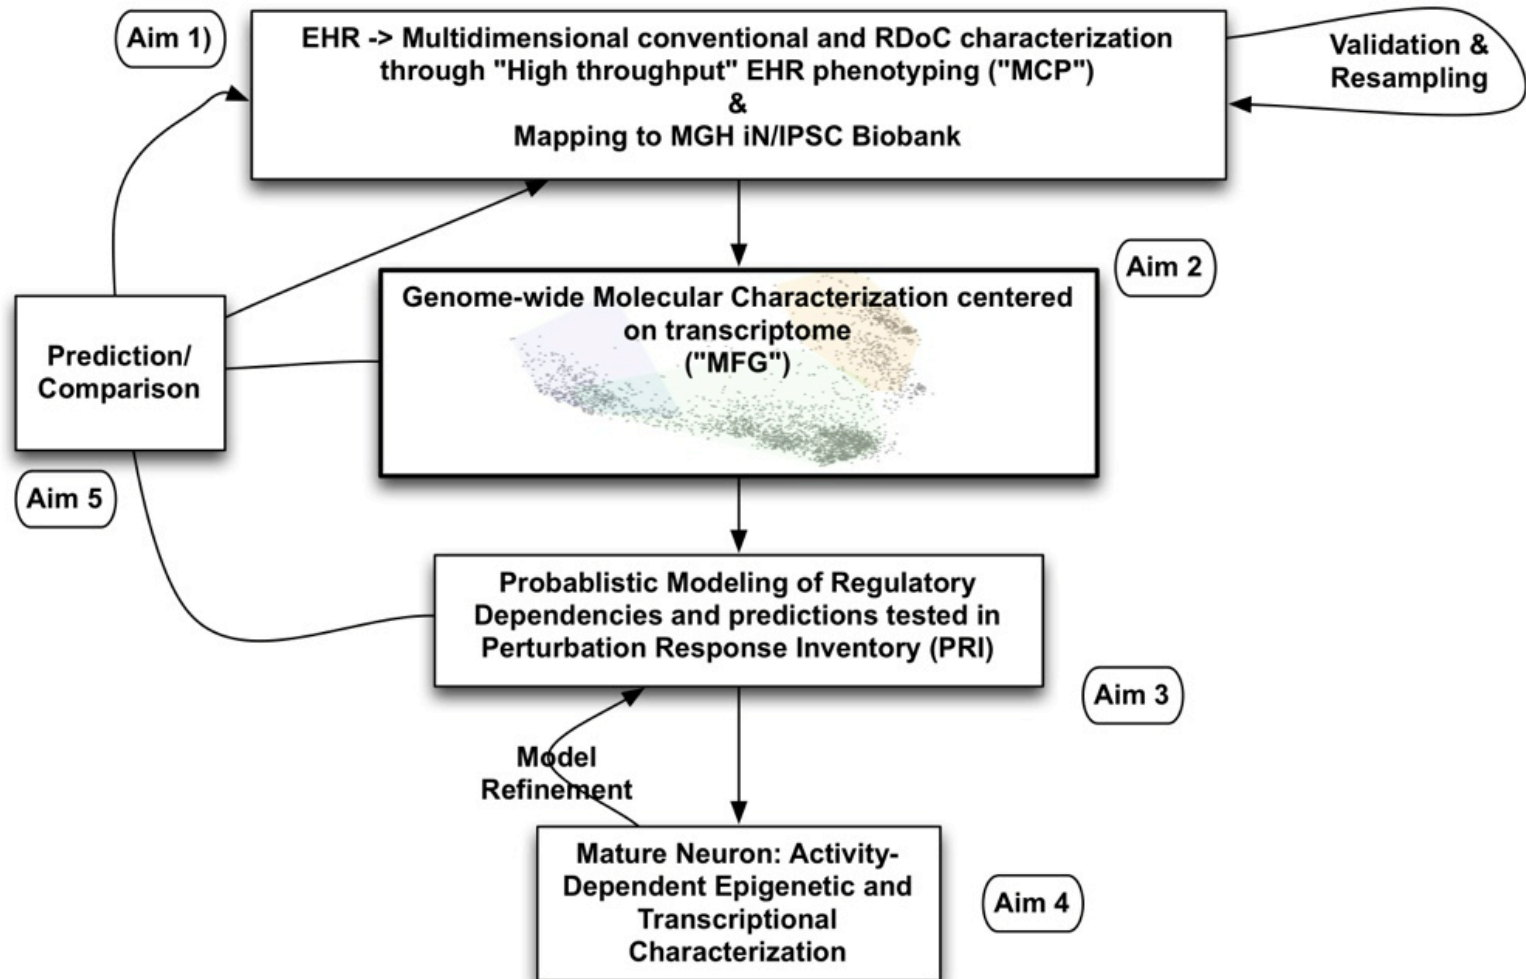 Aim 1)
EHR -> Multidimensional conventional and RDoC characterization
through "High throughput" EHR phenotyping ("MCP")
&
Mapping to MGH iN/IPSC Biobank
Validation &
Resampling
Aim 2
Genome-wide Molecular Characterization centered
on transcriptome
("MFG")
Prediction/
Comparison
Aim 5
Probablistic Modeling of Regulatory
Dependencies and predictions tested in
Perturbation Response Inventory (PRI)
Aim 3
Model
Refinement
Mature Neuron: Activity-
Dependent Epigenetic and
Transcriptional
Characterization
Aim 4